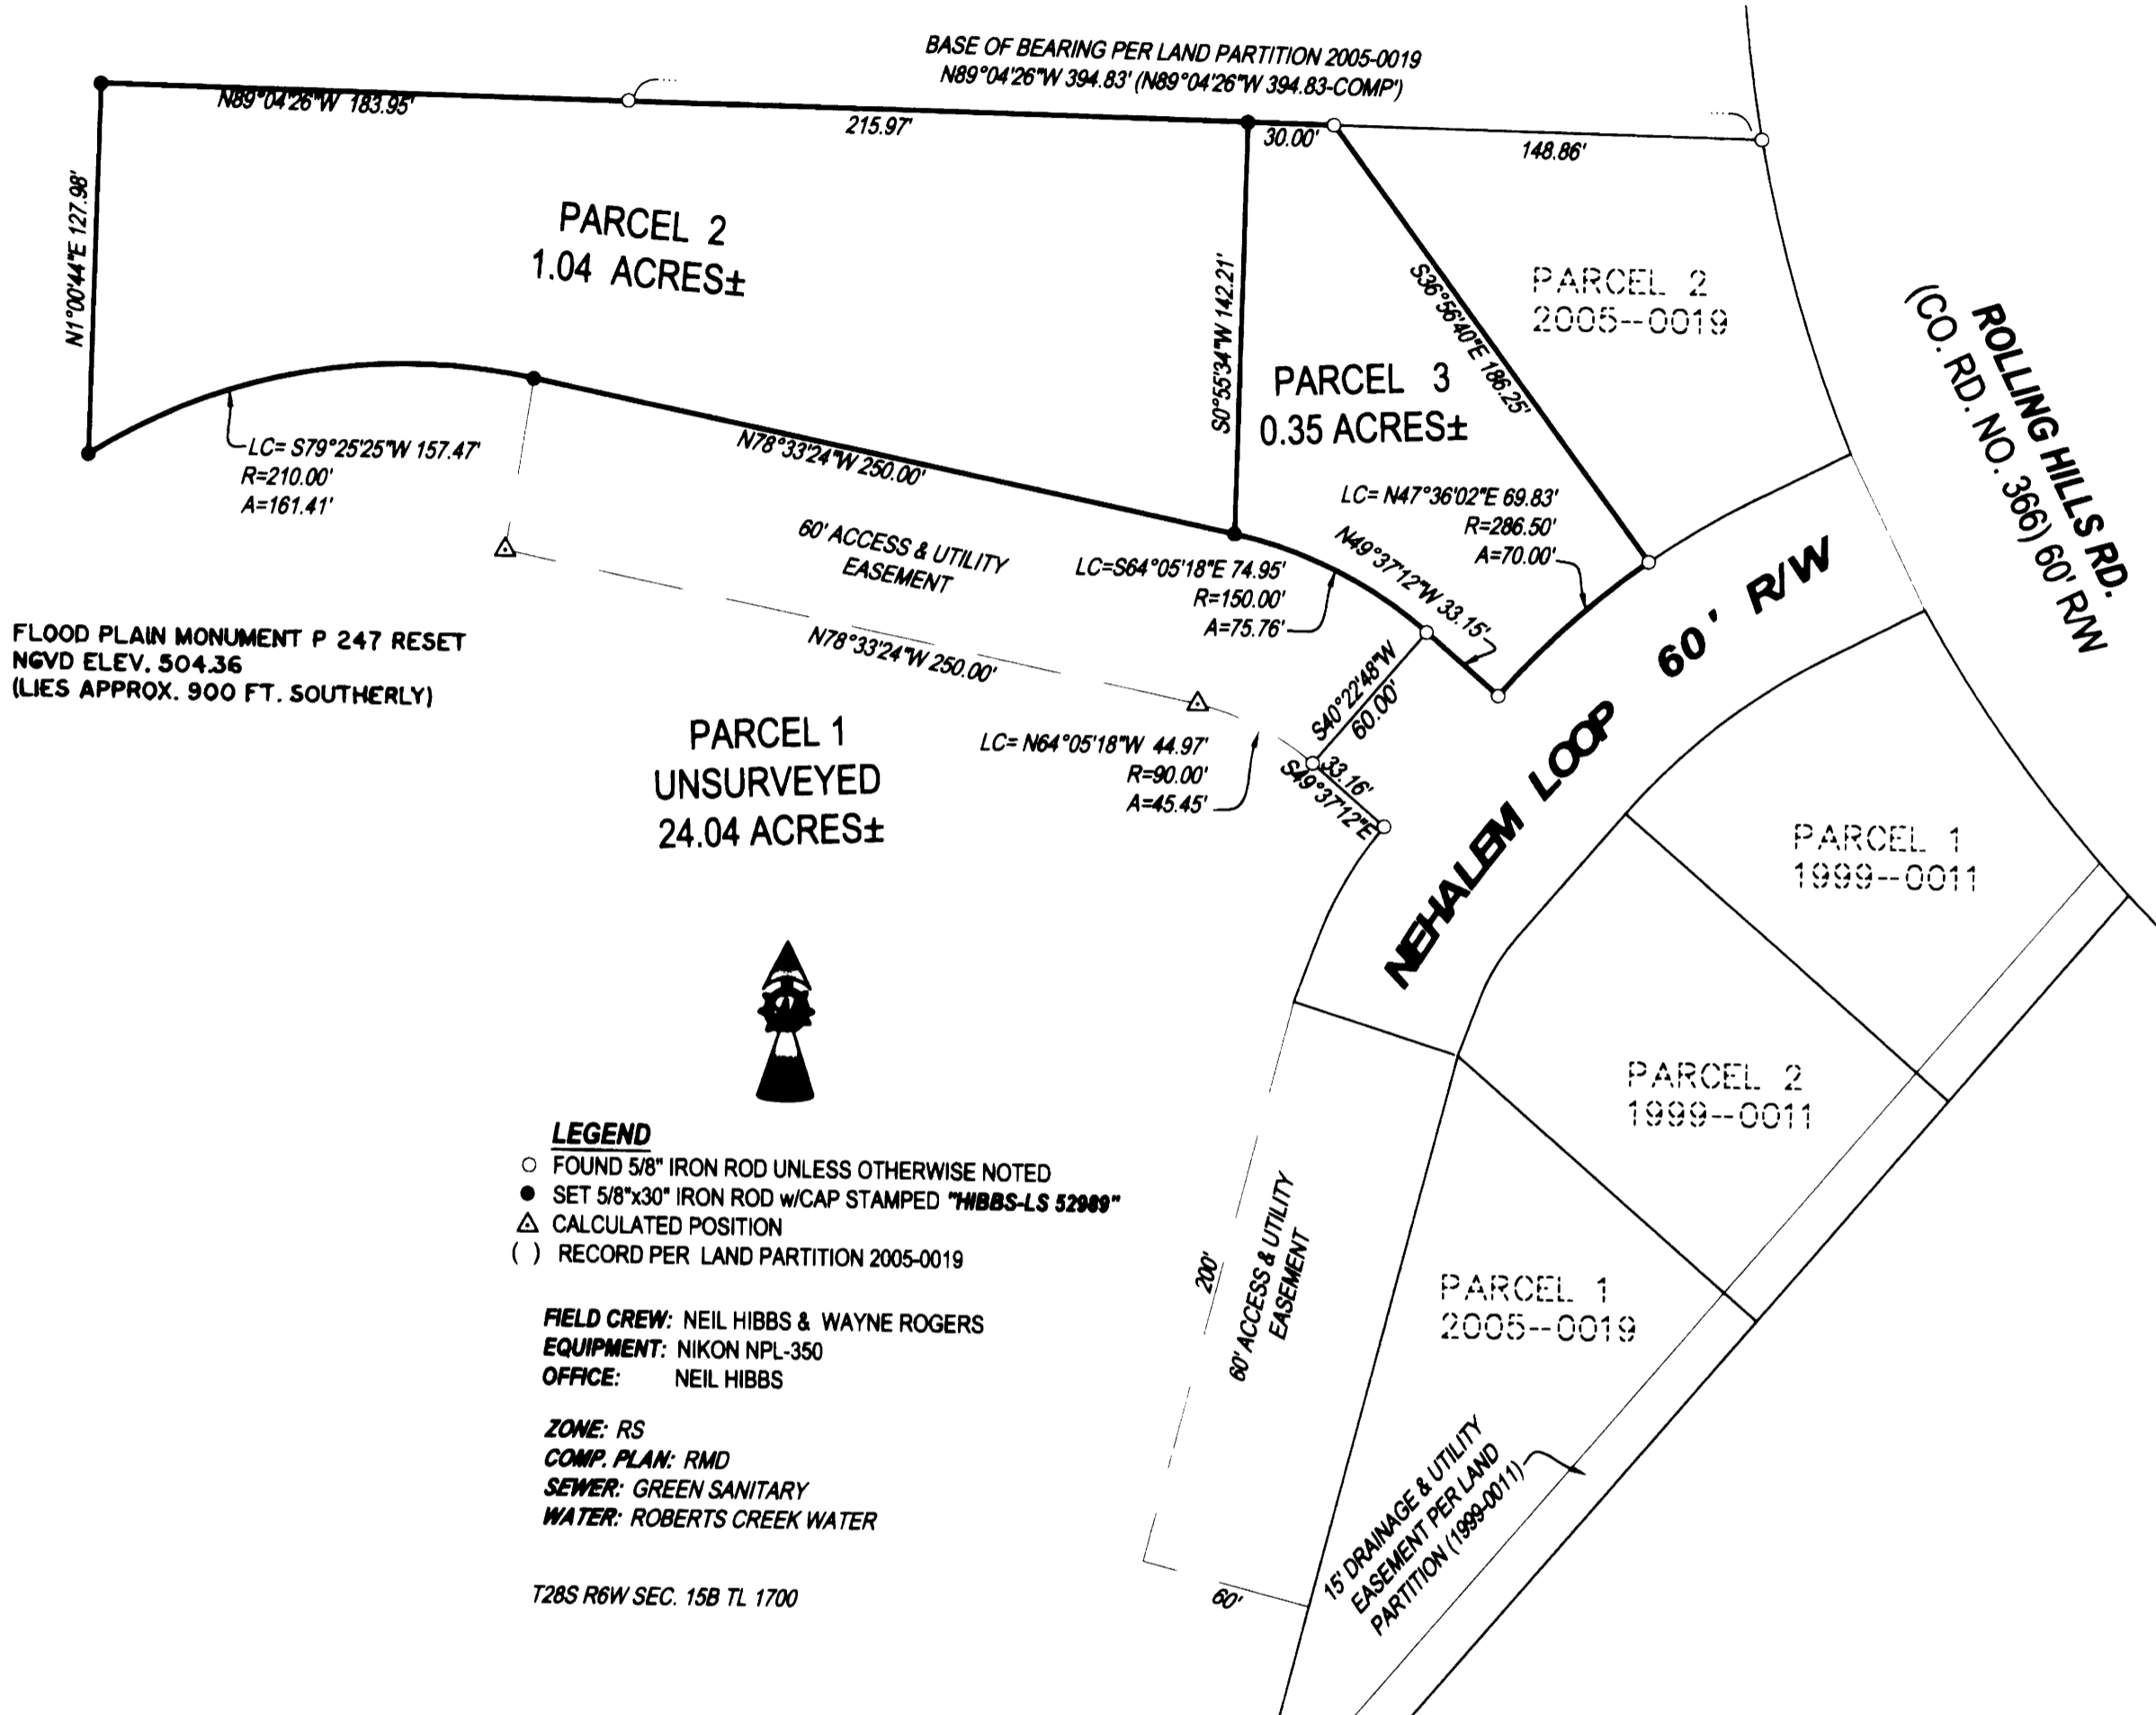 BASE OF BEARING PER LAND PARTITION 2005-0019
N89°04'26"W 394.83' (N89°04'26"W 394.83-COMP')
N89°04'26"W 183.95'
215.97'
30.00'
148.86'
N1°00'44"E 127.98'
PARCEL 2
1.04 ACRES±
S0°55'34"W 142.21'
S36°56'40"E 186.25'
PARCEL 2
2005--0019
ROLLING HILLS RD.
(CO. RD. NO. 366) 60' R/W
PARCEL 3
0.35 ACRES±
LC= S79°25'25"W 157.47'
R=210.00'
A=161.41'
N78°33'24"W 250.00'
60' ACCESS & UTILITY
EASEMENT
N78°33'24"W 250.00'
LC= N47°36'02"E 69.83'
R=286.50'
A=70.00'
N49°37'12"W 33.15'
LC=S64°05'18"E 74.95'
R=150.00'
A=75.76'
FLOOD PLAIN MONUMENT P 247 RESET
NGVD ELEV. 504.36
(LIES APPROX. 900 FT. SOUTHERLY)
S40°22'48"W
60.00'
33.16'
S49°37'12"E
LC= N64°05'18"W 44.97'
R=90.00'
A=45.45'
PARCEL 1
UNSURVEYED
24.04 ACRES±
NEHALEM LOOP 60' R/W
PARCEL 1
1999--0011
PARCEL 2
1999--0011
PARCEL 1
2005--0019
LEGEND
○ FOUND 5/8" IRON ROD UNLESS OTHERWISE NOTED
● SET 5/8"x30" IRON ROD w/CAP STAMPED "HIBBS-LS 52989"
△ CALCULATED POSITION
( ) RECORD PER LAND PARTITION 2005-0019
FIELD CREW: NEIL HIBBS & WAYNE ROGERS
EQUIPMENT: NIKON NPL-350
OFFICE: NEIL HIBBS
ZONE: RS
COMP. PLAN: RMD
SEWER: GREEN SANITARY
WATER: ROBERTS CREEK WATER
T28S R6W SEC. 15B TL 1700
200'
60' ACCESS & UTILITY
EASEMENT
60'
15' DRAINAGE & UTILITY
EASEMENT PER LAND
PARTITION (1999-0011)